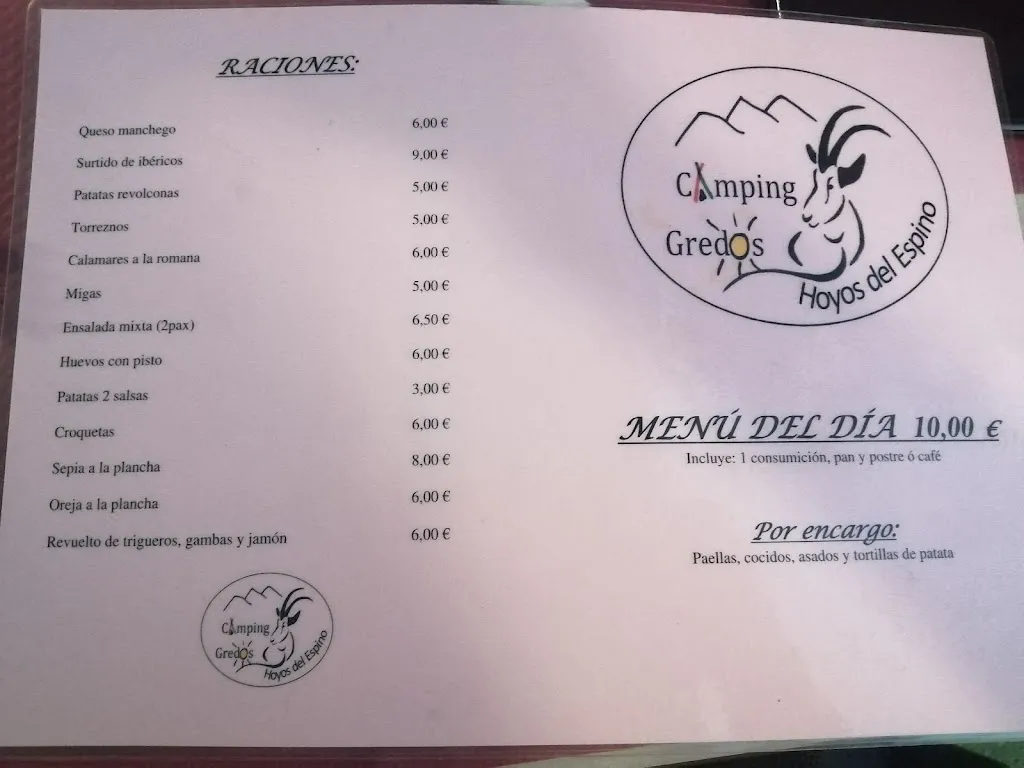 RACIONES:
Queso manchego 6,00 €
Surtido de ibéricos 9,00 €
Patatas revolconas 5,00 €
Torreznos 5,00 €
Calamares a la romana 6,00 €
Migas 5,00 €
Ensalada mixta (2pax) 6,50 €
Huevos con pisto 6,00 €
Patatas 2 salsas 3,00 €
Croquetas 6,00 €
Sepia a la plancha 8,00 €
Oreja a la plancha 6,00 €
Revuelto de trigueros, gambas y jamón 6,00 €
Camping
Gredos
Hoyos del Espino
Camping
Gredos
Hoyos del Espino
MENÚ DEL DÍA 10,00 €
Incluye: 1 consumición, pan y postre ó café
Por encargo:
Paellas, cocidos, asados y tortillas de patata